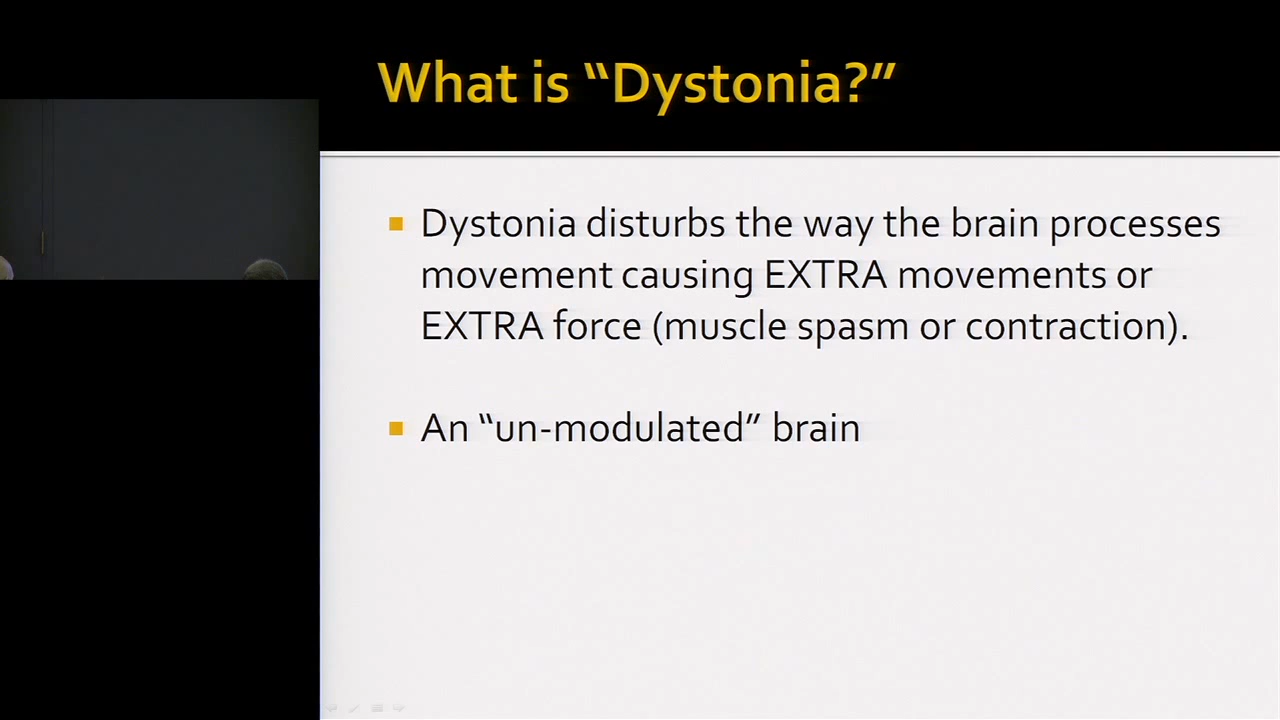 What is “Dystonia?”
Dystonia disturbs the way the brain processes
movement causing EXTRA movements or
EXTRA force (muscle spasm or contraction).
An “un-modulated” brain